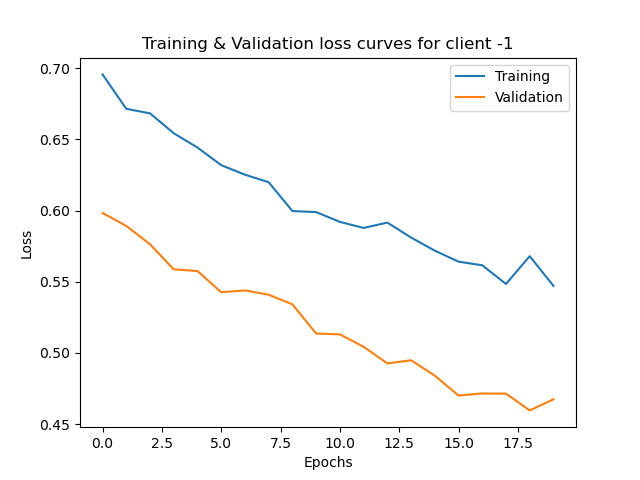 Training & Validation loss curves for client -1
Training
Validation
Loss
0.70
0.65
0.60
0.55
0.50
0.45
0.0 2.5 5.0 7.5 10.0 12.5 15.0 17.5
Epochs